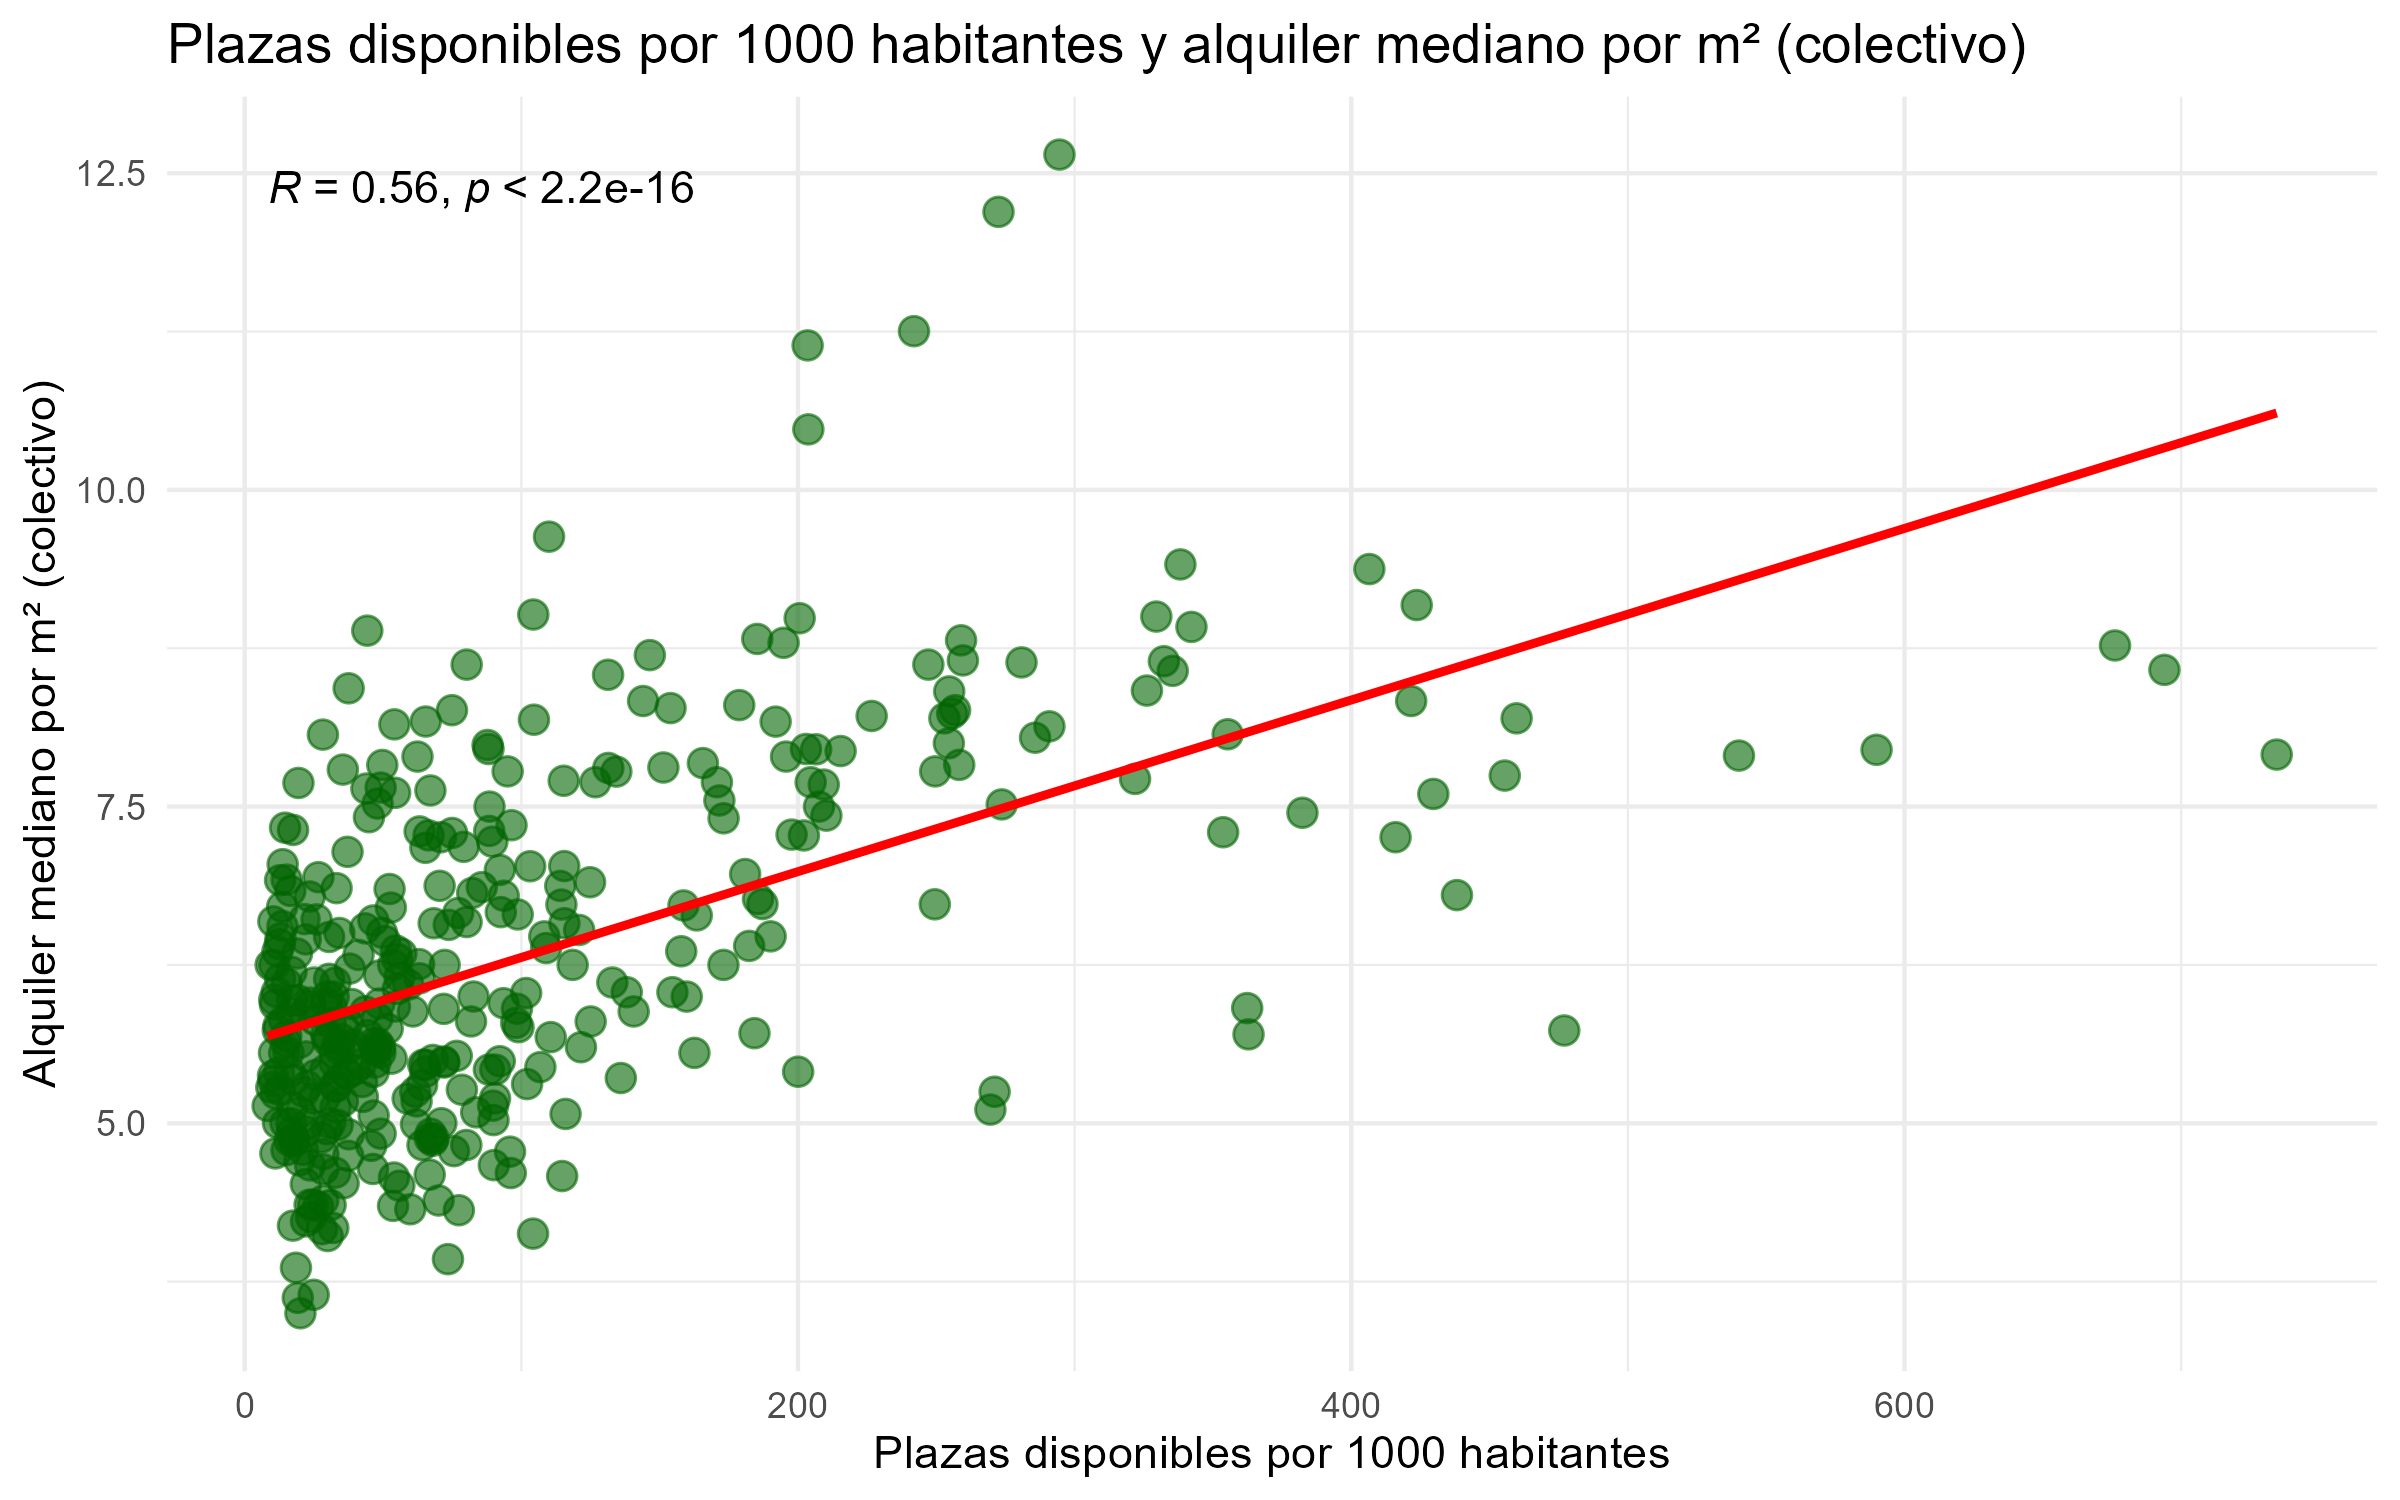 Plazas disponibles por 1000 habitantes y alquiler mediano por m² (colectivo)
R = 0.56, p < 2.2e-16
Alquiler mediano por m² (colectivo)
12.5
10.0
7.5
5.0
0
200
400
600
Plazas disponibles por 1000 habitantes